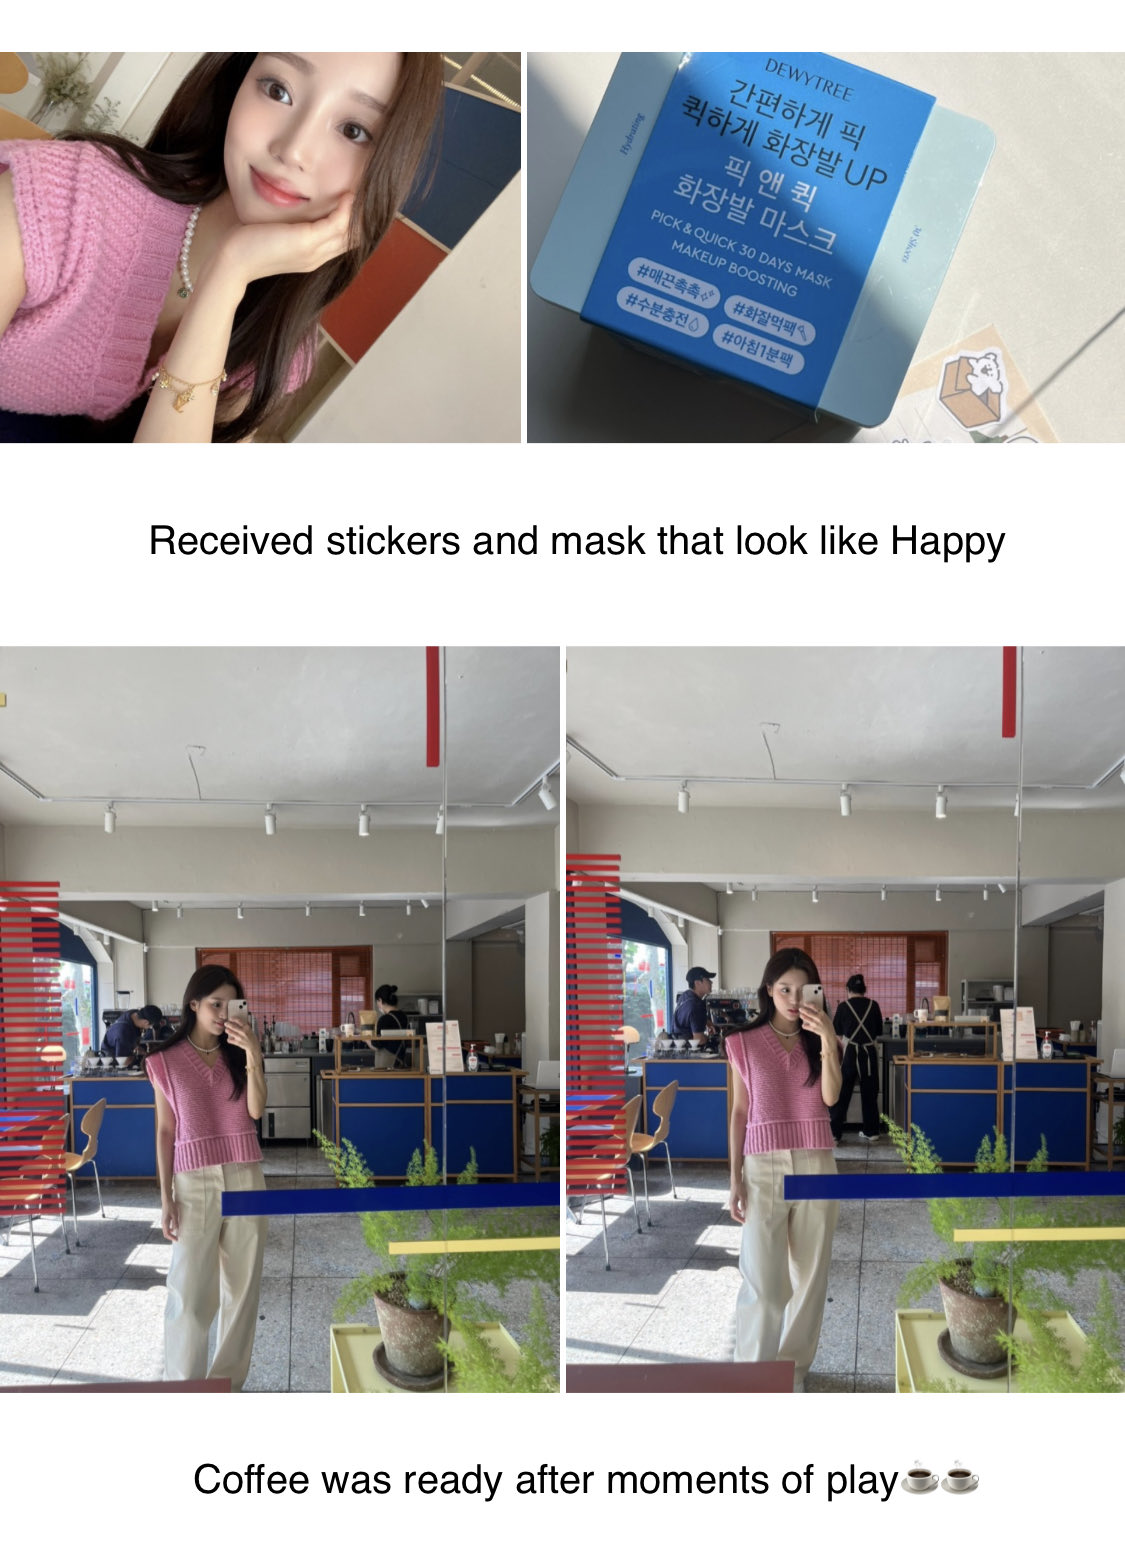 DEWYTREE
간편하게 픽
퀵하게 화장발 UP
픽 앤 퀵
화장발 마스크
PICK & QUICK 30 DAYS MASK
MAKEUP BOOSTING
#매끈촉촉
#화잘먹팩
#수분충전
#아침1분팩
Hydrating
30 Sheets
Received stickers and mask that look like Happy
Coffee was ready after moments of play☕☕